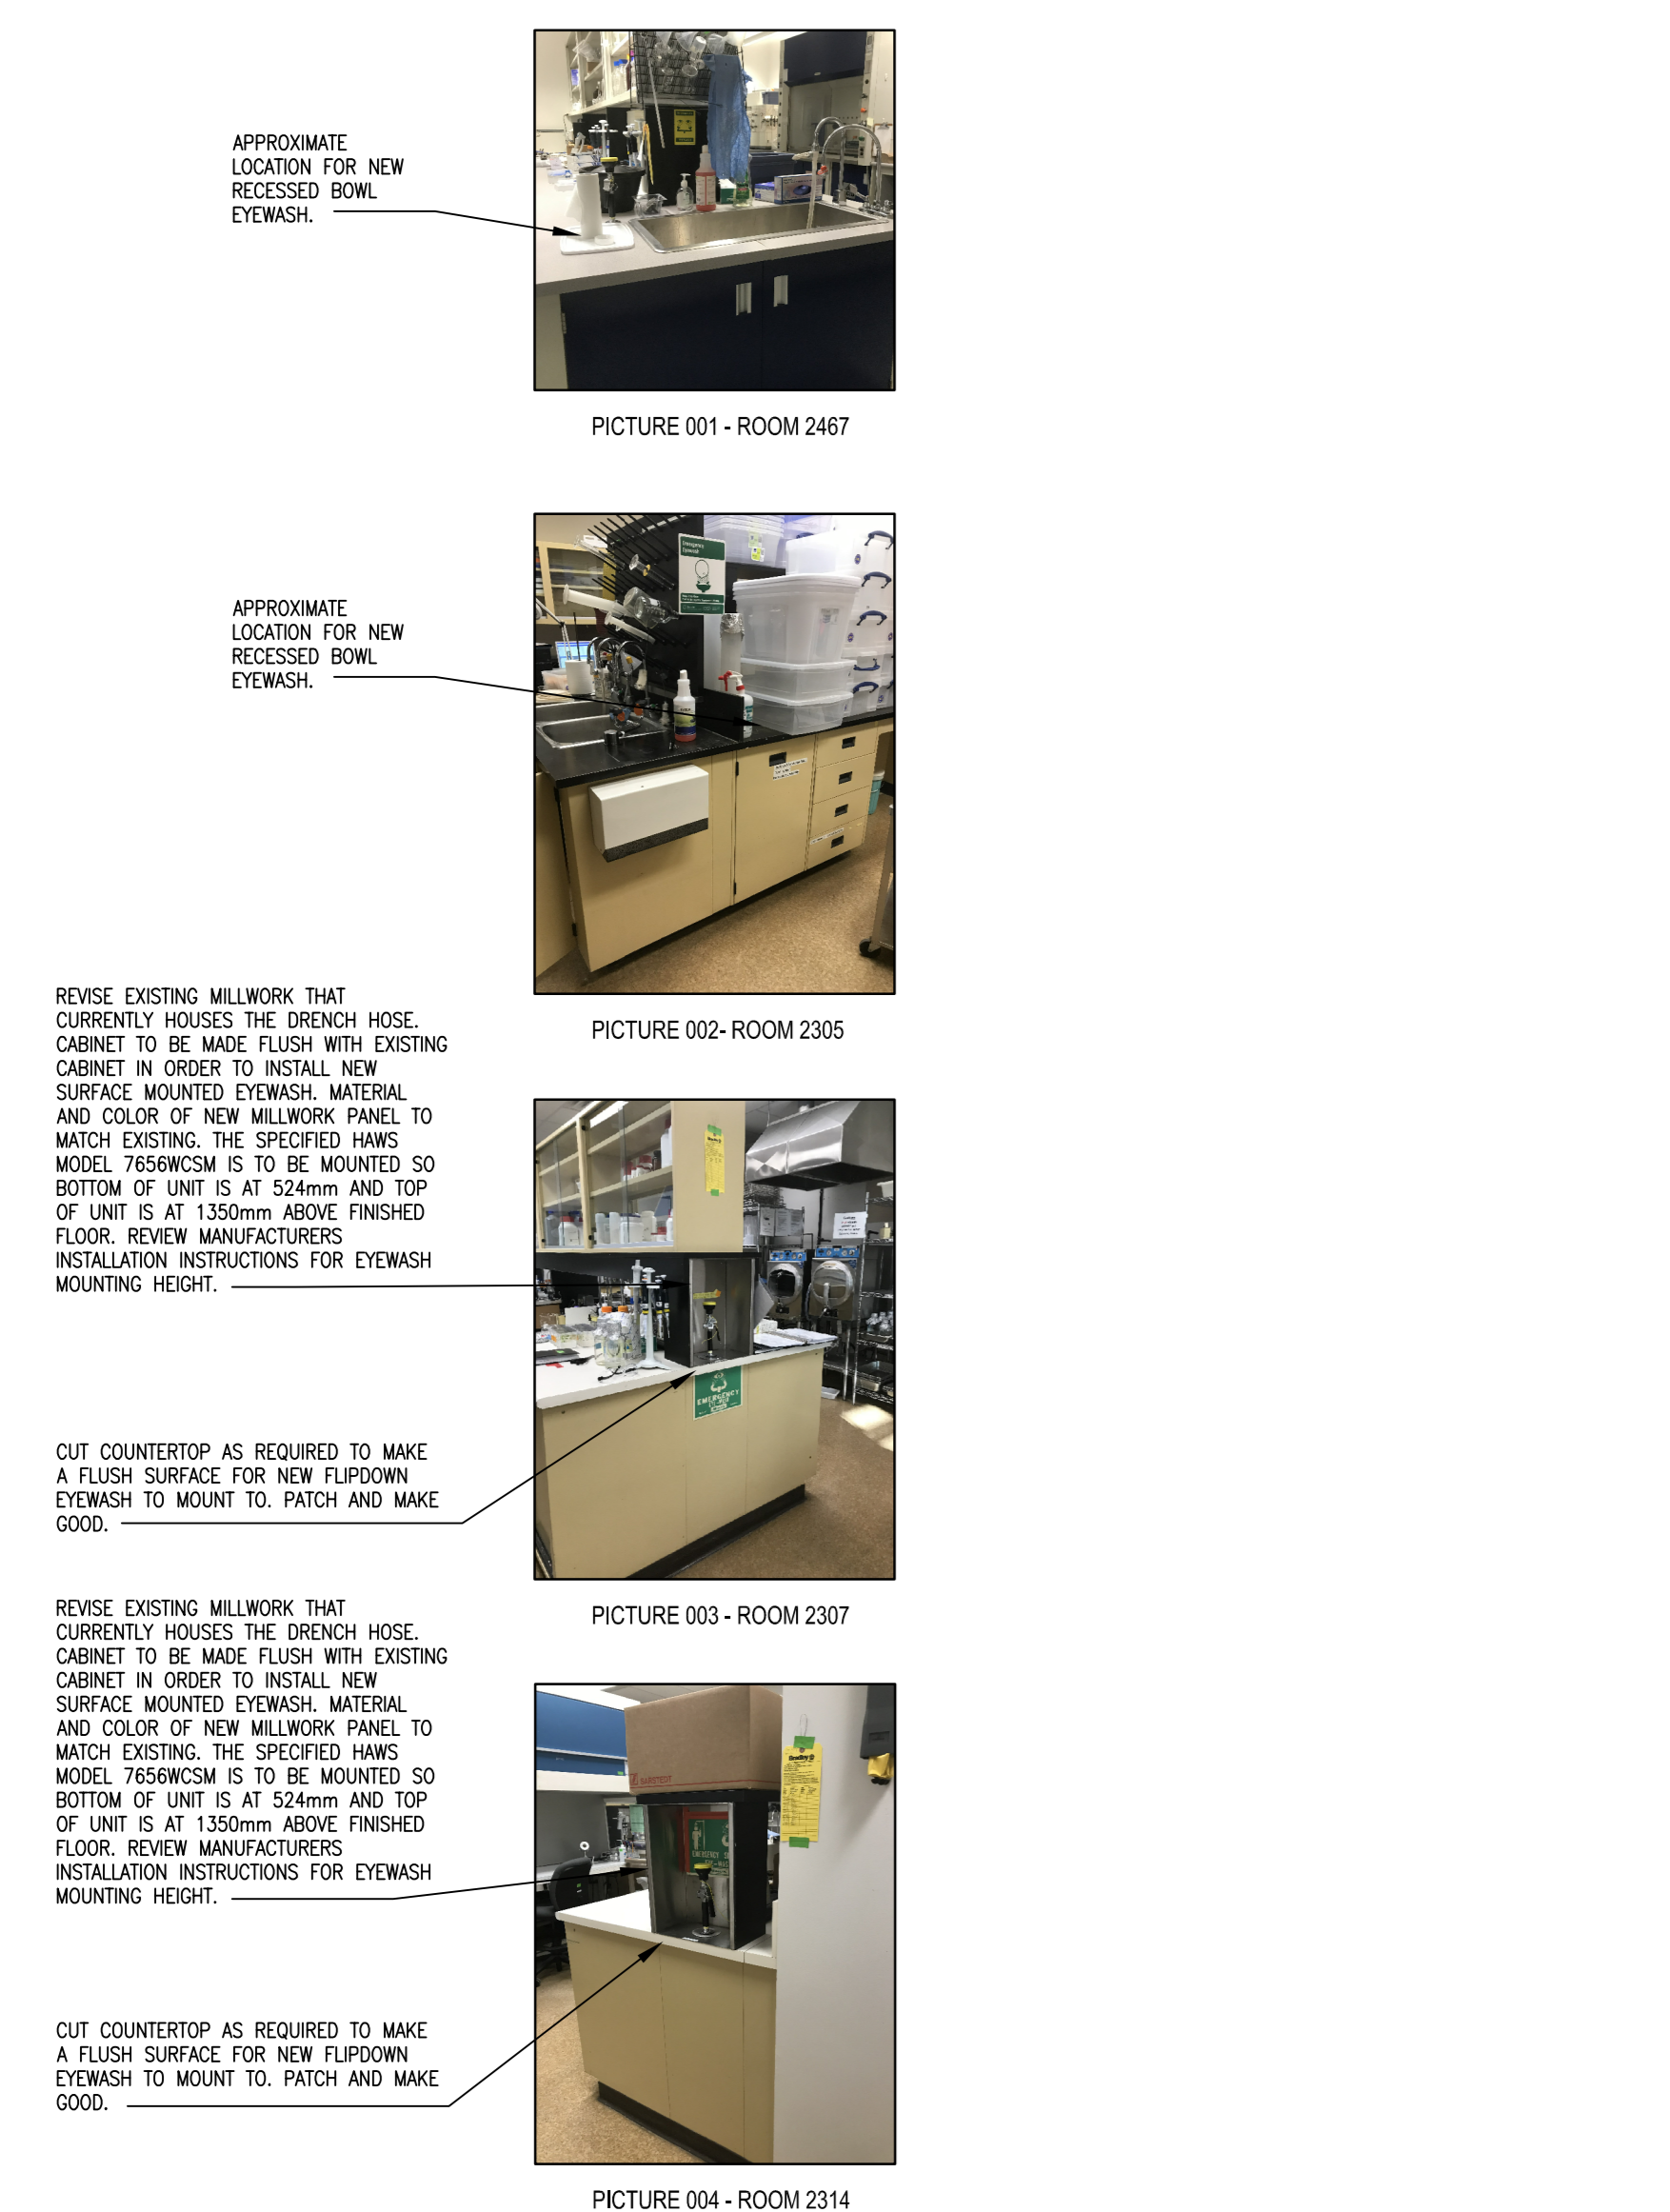 APPROXIMATE
LOCATION FOR NEW
RECESSED BOWL
EYEWASH.
PICTURE 001 - ROOM 2467
APPROXIMATE
LOCATION FOR NEW
RECESSED BOWL
EYEWASH.
Emergency
Eyewash
PICTURE 002- ROOM 2305
REVISE EXISTING MILLWORK THAT
CURRENTLY HOUSES THE DRENCH HOSE.
CABINET TO BE MADE FLUSH WITH EXISTING
CABINET IN ORDER TO INSTALL NEW
SURFACE MOUNTED EYEWASH. MATERIAL
AND COLOR OF NEW MILLWORK PANEL TO
MATCH EXISTING. THE SPECIFIED HAWS
MODEL 7656WCSM IS TO BE MOUNTED SO
BOTTOM OF UNIT IS AT 524mm AND TOP
OF UNIT IS AT 1350mm ABOVE FINISHED
FLOOR. REVIEW MANUFACTURERS
INSTALLATION INSTRUCTIONS FOR EYEWASH
MOUNTING HEIGHT.
Bradley
EMERGENCY
CUT COUNTERTOP AS REQUIRED TO MAKE
A FLUSH SURFACE FOR NEW FLIPDOWN
EYEWASH TO MOUNT TO. PATCH AND MAKE
GOOD.
PICTURE 003 - ROOM 2307
REVISE EXISTING MILLWORK THAT
CURRENTLY HOUSES THE DRENCH HOSE.
CABINET TO BE MADE FLUSH WITH EXISTING
CABINET IN ORDER TO INSTALL NEW
SURFACE MOUNTED EYEWASH. MATERIAL
AND COLOR OF NEW MILLWORK PANEL TO
MATCH EXISTING. THE SPECIFIED HAWS
MODEL 7656WCSM IS TO BE MOUNTED SO
BOTTOM OF UNIT IS AT 524mm AND TOP
OF UNIT IS AT 1350mm ABOVE FINISHED
FLOOR. REVIEW MANUFACTURERS
INSTALLATION INSTRUCTIONS FOR EYEWASH
MOUNTING HEIGHT.
SARSTEDT
Bradley
EMERGENCY
CUT COUNTERTOP AS REQUIRED TO MAKE
A FLUSH SURFACE FOR NEW FLIPDOWN
EYEWASH TO MOUNT TO. PATCH AND MAKE
GOOD.
PICTURE 004 - ROOM 2314